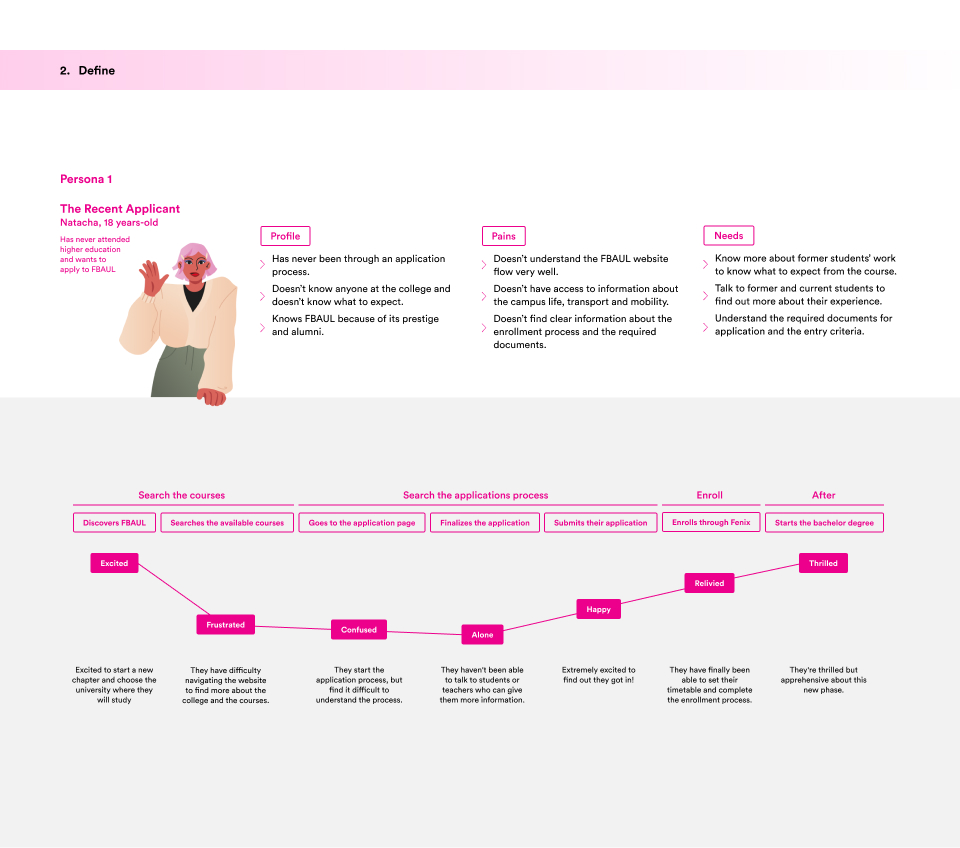 2. Define
Persona 1
The Recent Applicant
Natacha, 18 years-old
Has never attended
higher education
and wants to
apply to FBAUL
Profile
Has never been through an application
process.
Doesn't know anyone at the college and
doesn't know what to expect.
Knows FBAUL because of its prestige
and alumni.
Pains
Doesn't understand the FBAUL website
flow very well.
Doesn't have access to information about
the campus life, transport and mobility.
Doesn't find clear information about the
enrollment process and the required
documents.
Needs
Know more about former students' work
to know what to expect from the course.
Talk to former and current students to
find out more about their experience.
Understand the required documents for
application and the entry criteria.
Search the courses
Search the applications process
Enroll
After
Discovers FBAUL
Searches the available courses
Goes to the application page
Finalizes the application
Submits their application
Enrolls through Fenix
Starts the bachelor degree
Excited
Frustrated
Confused
Alone
Happy
Relivied
Thrilled
Excited to start a new
chapter and choose the
university where they
will study
They have difficulty
navigating the website
to find more about the
college and the courses.
They start the
application process, but
find it difficult to
understand the process.
They haven't been able
to talk to students or
teachers who can give
them more information.
Extremely excited to
find out they got in!
They have finally been
able to set their
timetable and complete
the enrollment process.
They're thrilled but
apprehensive about this
new phase.